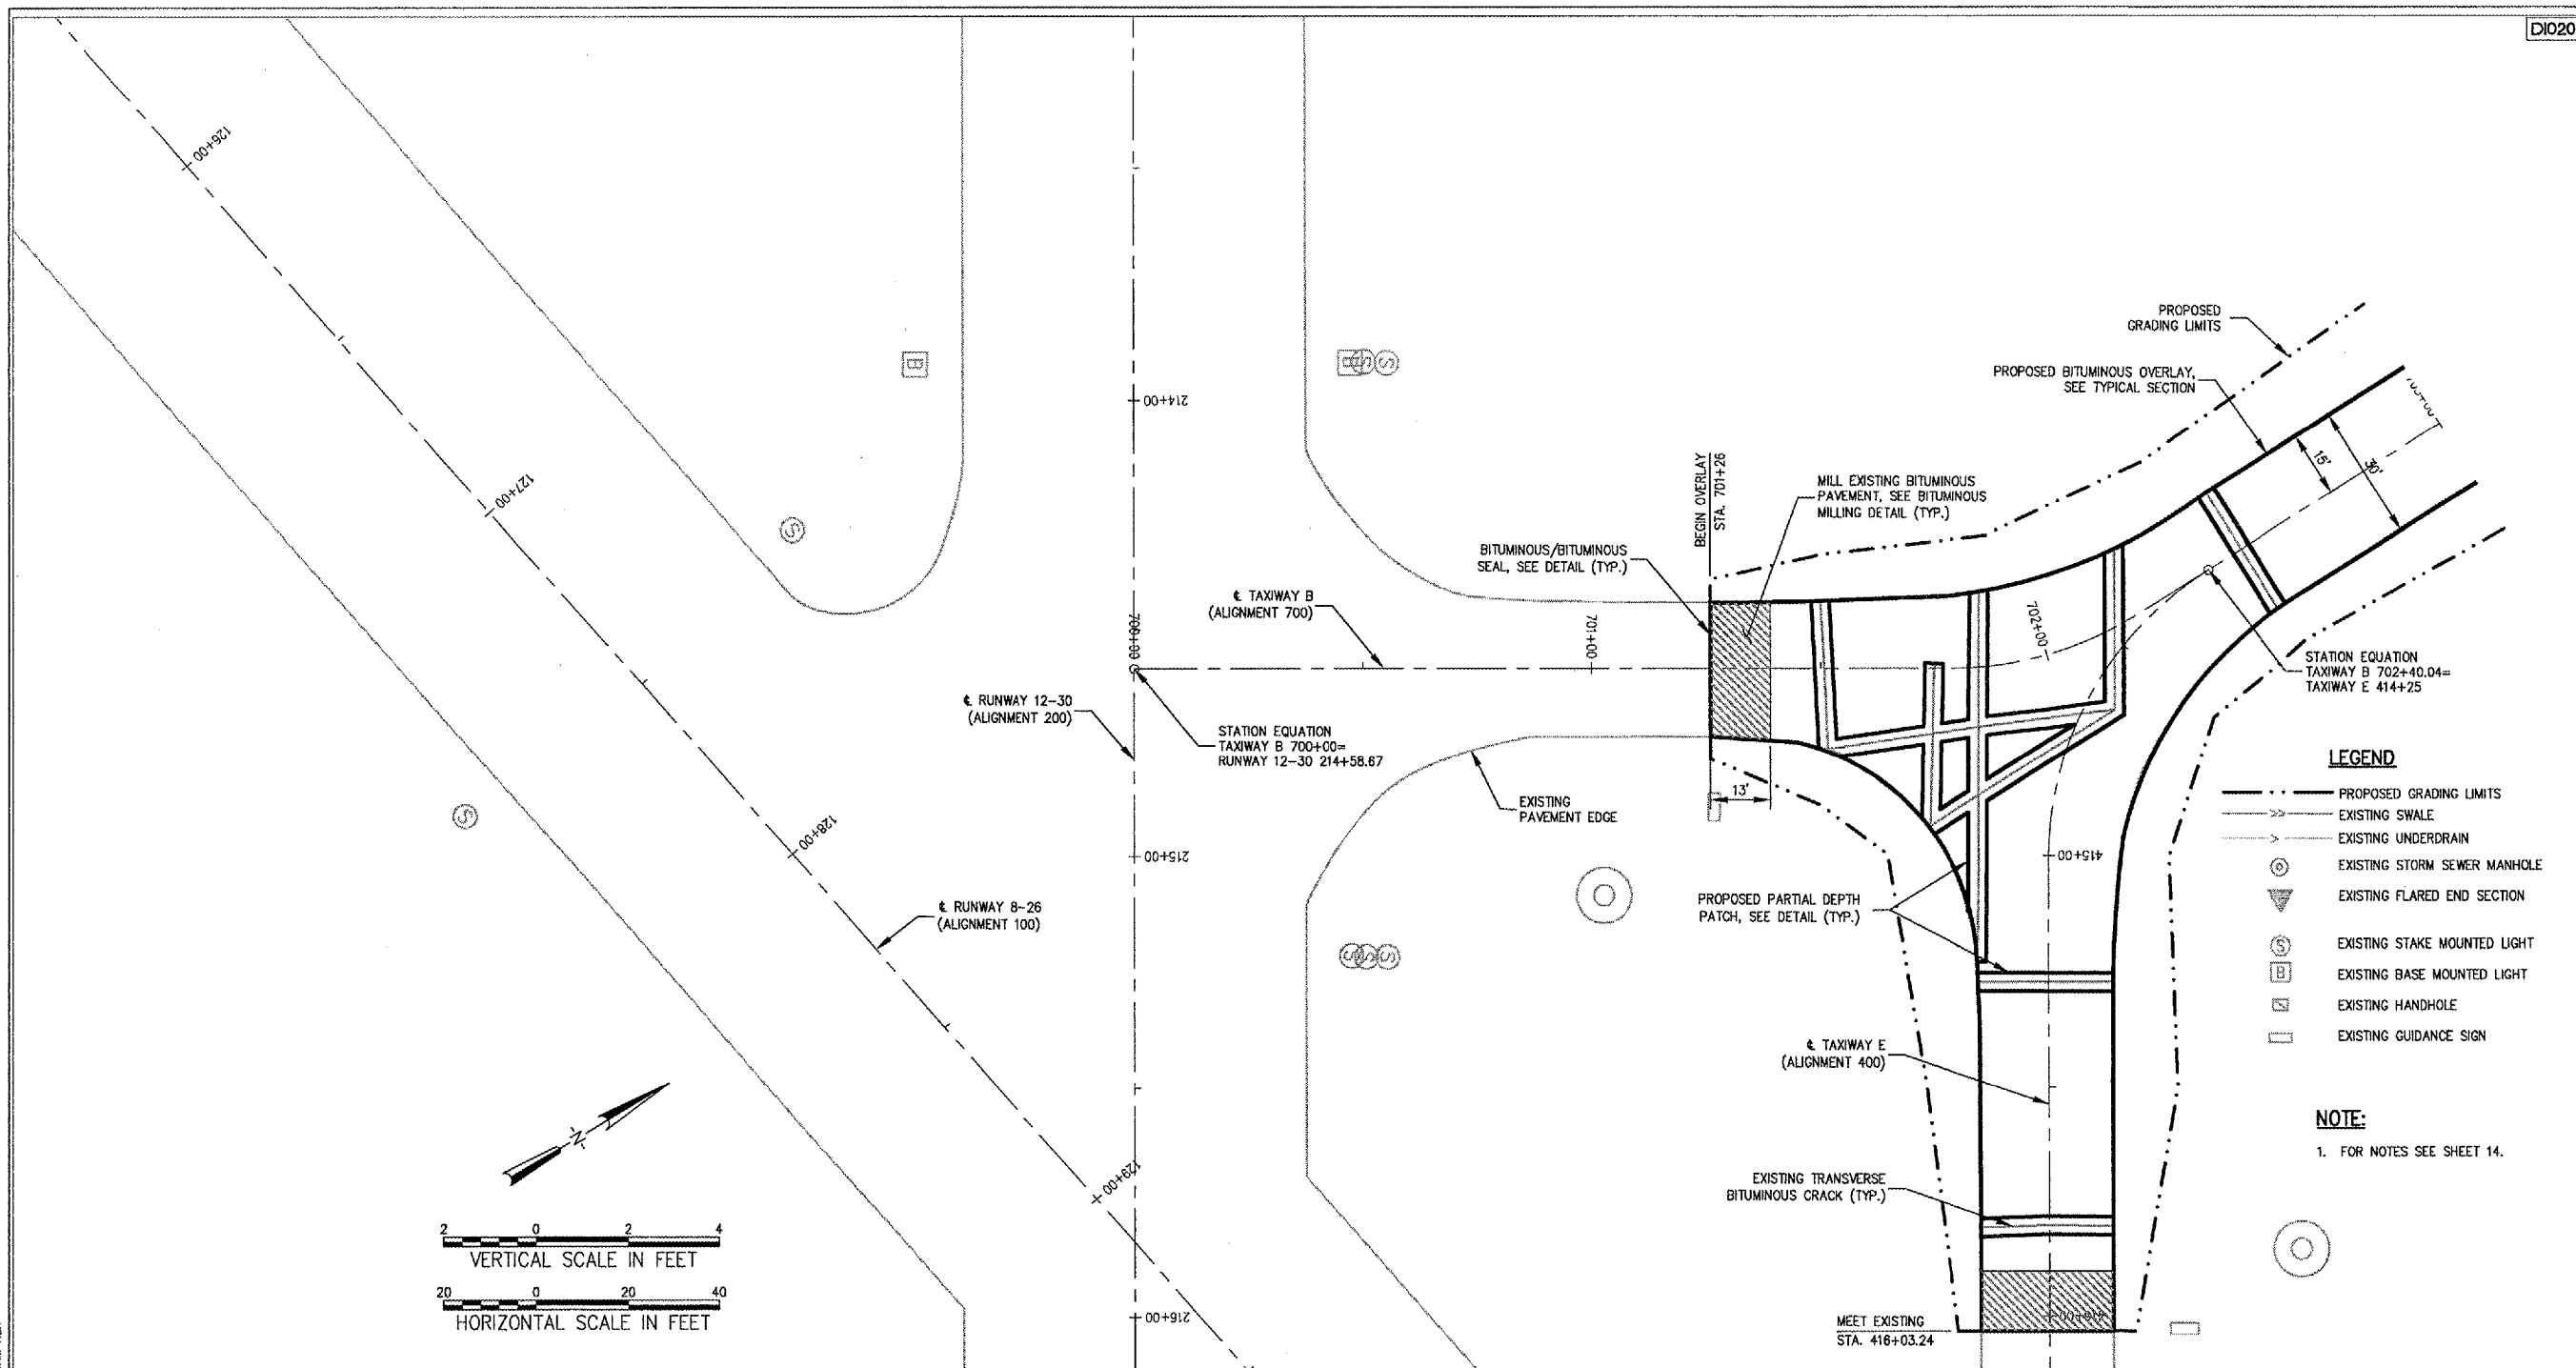 D1020
126+00
127+00
128+00
129+00
214+00
215+00
216+00
B
B S S
S
S
S S S
PROPOSED
GRADING LIMITS
PROPOSED BITUMINOUS OVERLAY,
SEE TYPICAL SECTION
15'
30'
BEGIN OVERLAY
STA. 701+26
MILL EXISTING BITUMINOUS
PAVEMENT, SEE BITUMINOUS
MILLING DETAIL (TYP.)
BITUMINOUS/BITUMINOUS
SEAL, SEE DETAIL (TYP.)
℄ TAXIWAY B
(ALIGNMENT 700)
700+00
701+00
702+00
℄ RUNWAY 12-30
(ALIGNMENT 200)
STATION EQUATION
TAXIWAY B 700+00=
RUNWAY 12-30 214+58.67
STATION EQUATION
TAXIWAY B 702+40.04=
TAXIWAY E 414+25
13'
EXISTING
PAVEMENT EDGE
415+00
℄ RUNWAY 8-26
(ALIGNMENT 100)
PROPOSED PARTIAL DEPTH
PATCH, SEE DETAIL (TYP.)
℄ TAXIWAY E
(ALIGNMENT 400)
EXISTING TRANSVERSE
BITUMINOUS CRACK (TYP.)
416+00
MEET EXISTING
STA. 416+03.24
LEGEND
PROPOSED GRADING LIMITS
EXISTING SWALE
EXISTING UNDERDRAIN
EXISTING STORM SEWER MANHOLE
EXISTING FLARED END SECTION
S EXISTING STAKE MOUNTED LIGHT
B EXISTING BASE MOUNTED LIGHT
EXISTING HANDHOLE
EXISTING GUIDANCE SIGN
NOTE:
1. FOR NOTES SEE SHEET 14.
-N-
2 0 2 4
VERTICAL SCALE IN FEET
20 0 20 40
HORIZONTAL SCALE IN FEET